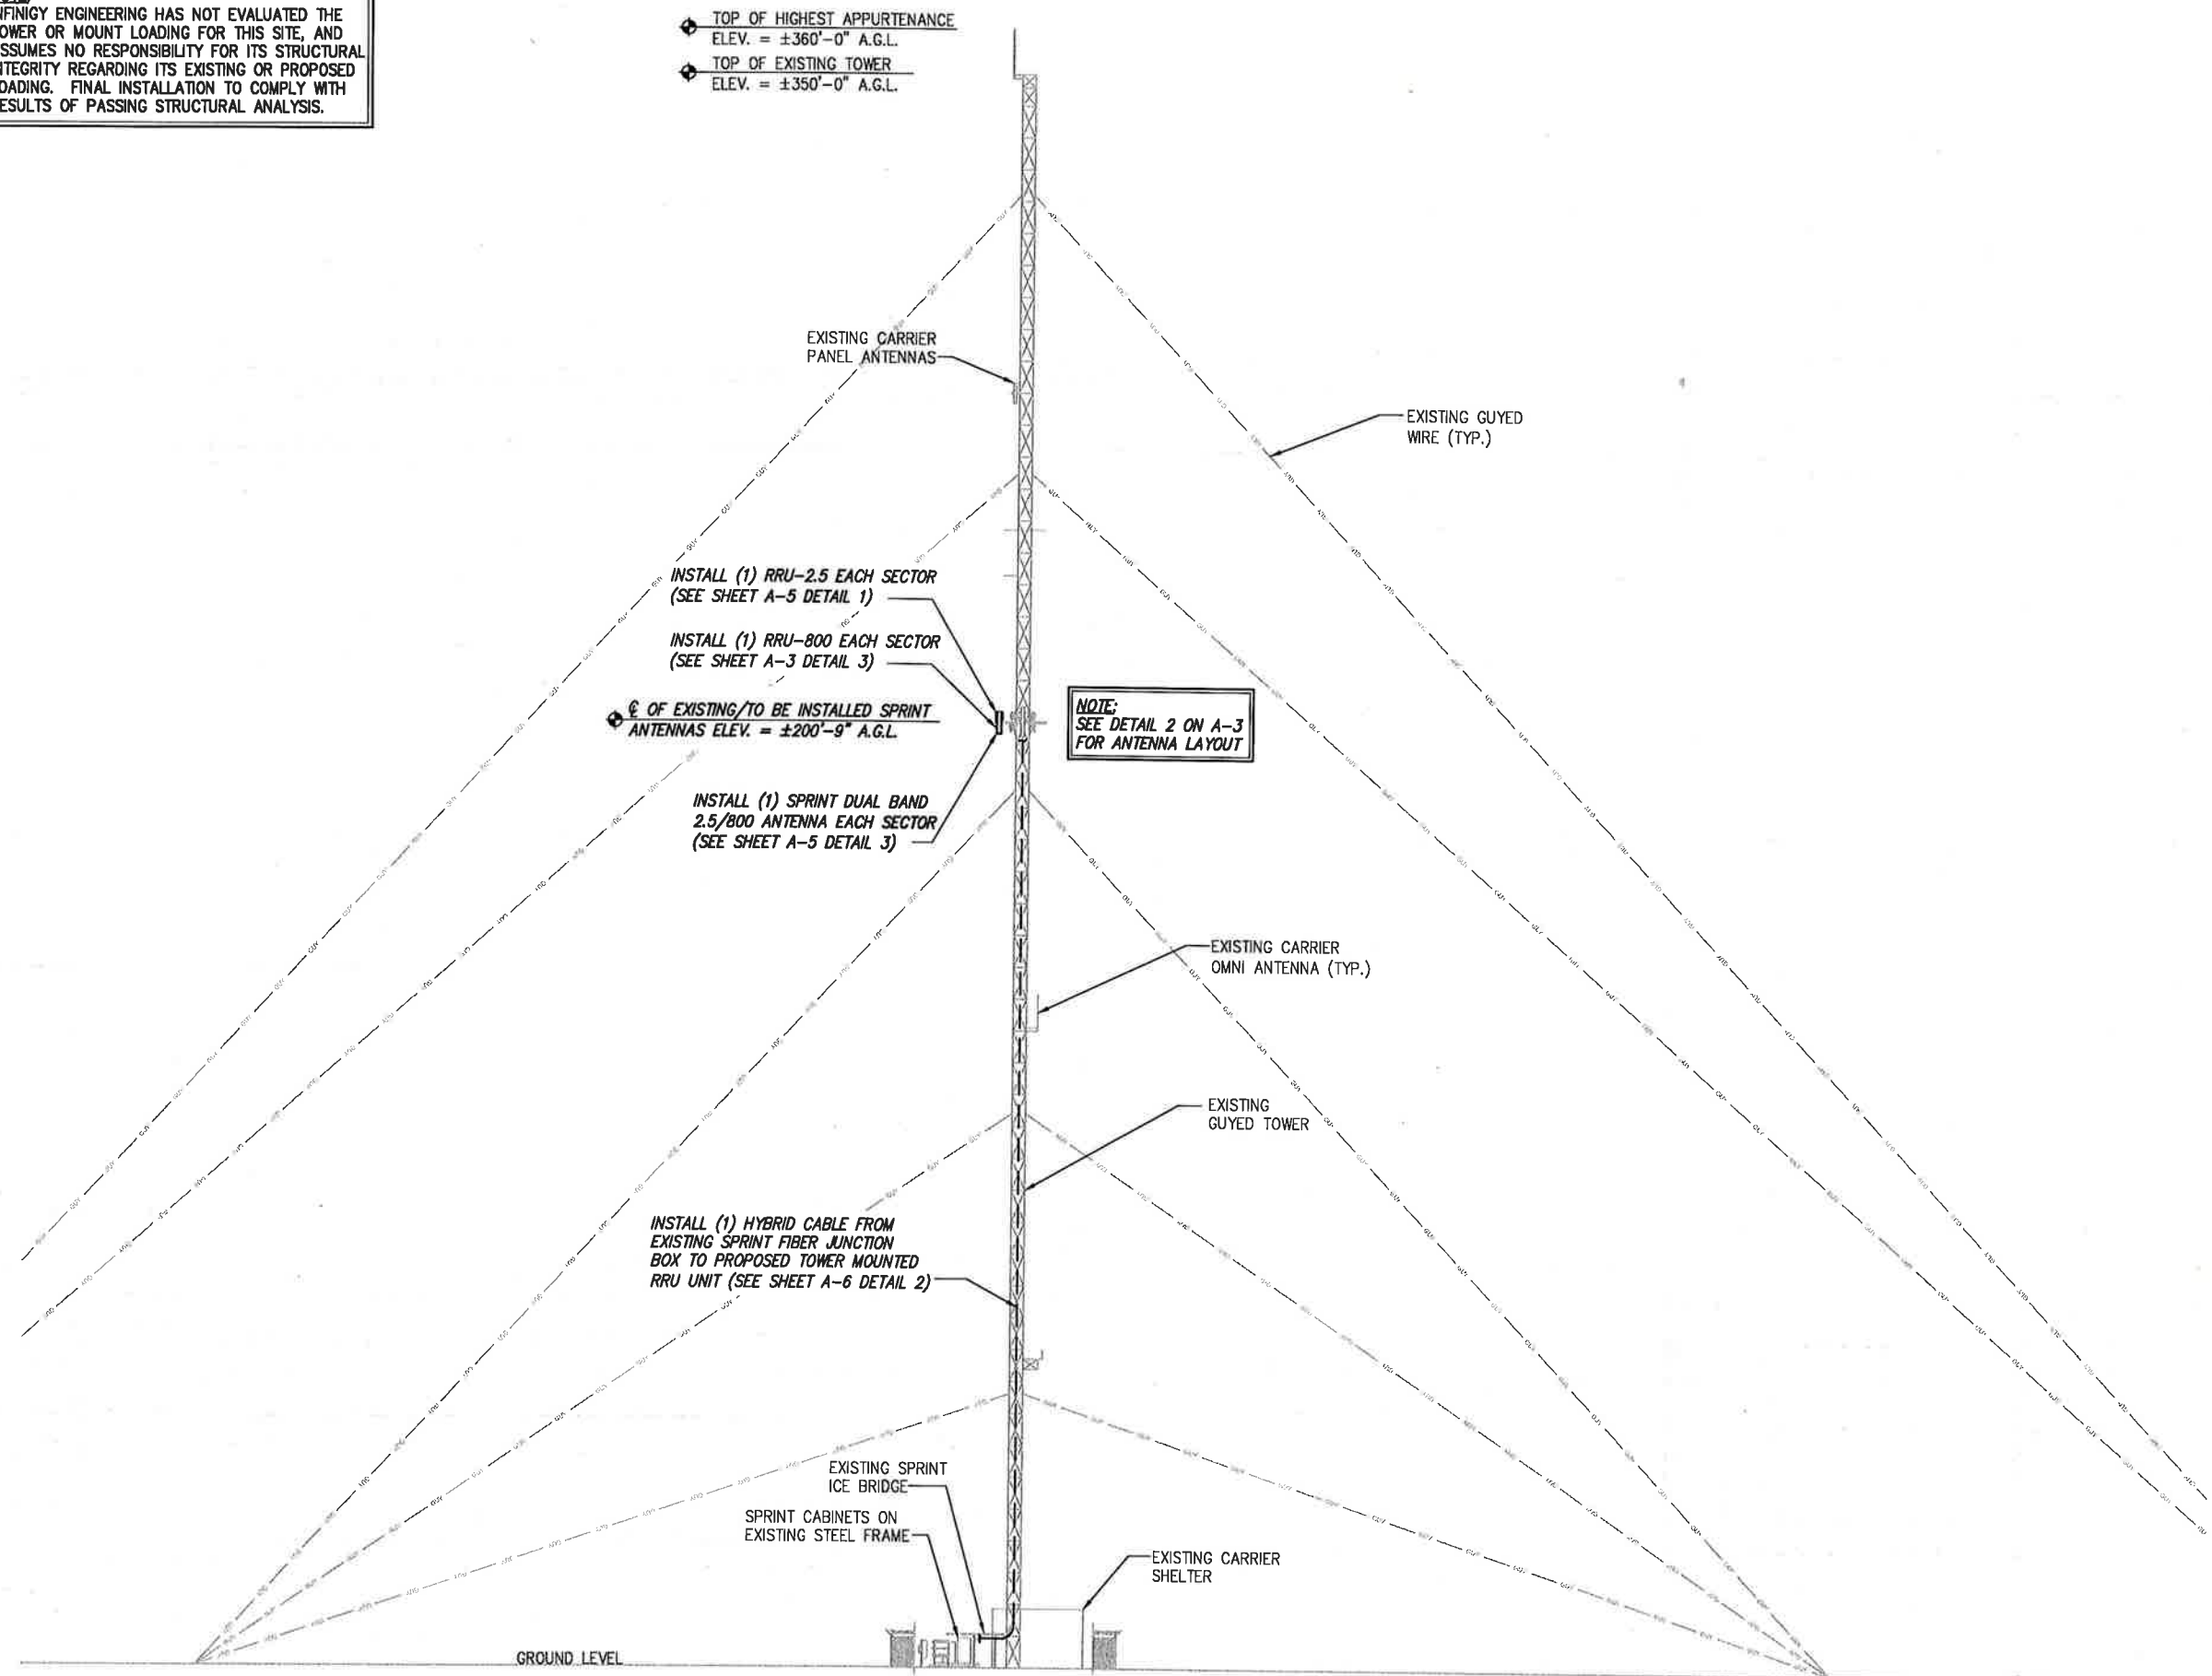 ENGINEERING HAS NOT EVALUATED THE
OR MOUNT LOADING FOR THIS SITE, AND
NO RESPONSIBILITY FOR ITS STRUCTURAL
REGARDING ITS EXISTING OR PROPOSED
FINAL INSTALLATION TO COMPLY WITH
OF PASSING STRUCTURAL ANALYSIS.
TOP OF HIGHEST APPURTENANCE
ELEV. = ±360'-0" A.G.L.
TOP OF EXISTING TOWER
ELEV. = ±350'-0" A.G.L.
EXISTING CARRIER
PANEL ANTENNAS
EXISTING GUYED
WIRE (TYP.)
INSTALL (1) RRU-2.5 EACH SECTOR
(SEE SHEET A-5 DETAIL 1)
INSTALL (1) RRU-800 EACH SECTOR
(SEE SHEET A-3 DETAIL 3)
℄ OF EXISTING/TO BE INSTALLED SPRINT
ANTENNAS ELEV. = ±200'-9" A.G.L.
NOTE:
SEE DETAIL 2 ON A-3
FOR ANTENNA LAYOUT
INSTALL (1) SPRINT DUAL BAND
2.5/800 ANTENNA EACH SECTOR
(SEE SHEET A-5 DETAIL 3)
EXISTING CARRIER
OMNI ANTENNA (TYP.)
EXISTING
GUYED TOWER
INSTALL (1) HYBRID CABLE FROM
EXISTING SPRINT FIBER JUNCTION
BOX TO PROPOSED TOWER MOUNTED
RRU UNIT (SEE SHEET A-6 DETAIL 2)
EXISTING SPRINT
ICE BRIDGE
SPRINT CABINETS ON
EXISTING STEEL FRAME
EXISTING CARRIER
SHELTER
GROUND LEVEL